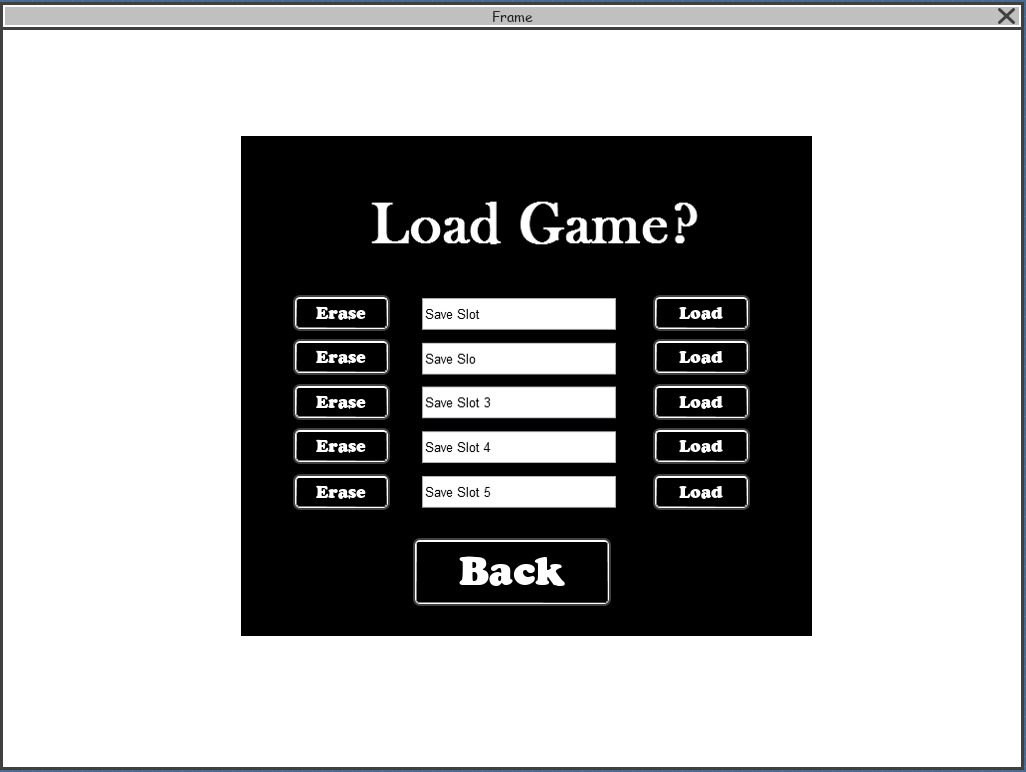 Frame
Load Game?
Erase Save Slot Load
Erase Save Slo Load
Erase Save Slot 3 Load
Erase Save Slot 4 Load
Erase Save Slot 5 Load
Back